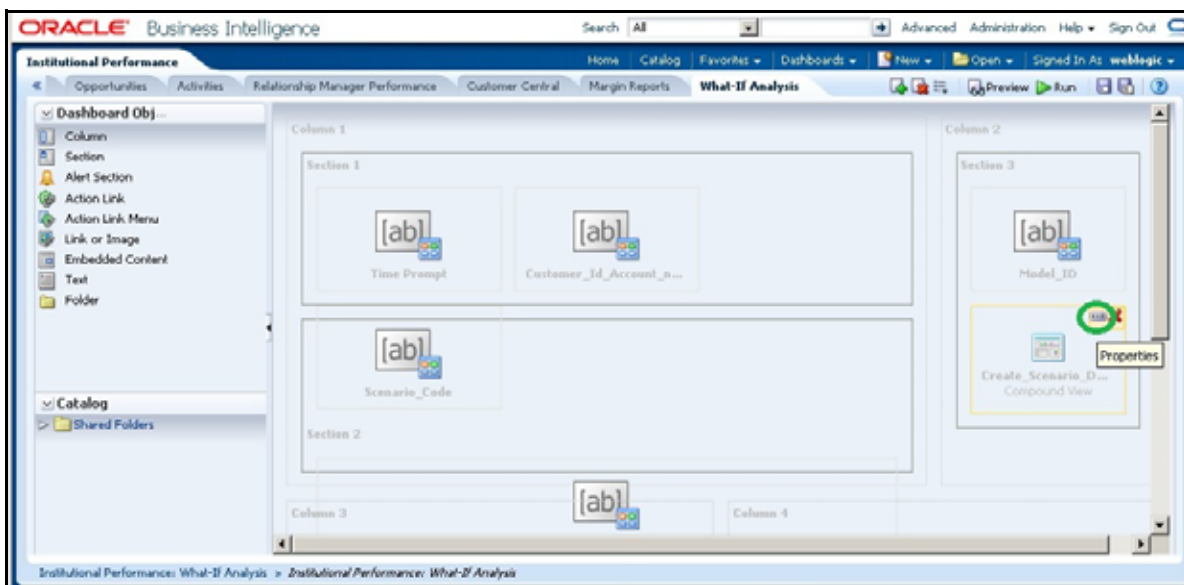 ORACLE Business Intelligence
Search All Advanced Administration Help Sign Out
Institutional Performance
Home Catalog Favorites Dashboards New Open Signed In As weblogic
Opportunities Activities Relationship Manager Performance Customer Central Margin Reports What-If Analysis Preview Run
Dashboard Obj...
Column
Section
Alert Section
Action Link
Action Link Menu
Link or Image
Embedded Content
Text
Folder
Catalog
Shared Folders
Column 1
Section 1
[ab] [ab]
Time Prompt Customer_Id_Account_n...
[ab]
Scenario_Code
Section 2
[ab]
Column 3 Column 4
Column 2
Section 3
[ab]
Model_ID
Properties
Create_Scenario_D...
Compound View
Institutional Performance: What-If Analysis » Institutional Performance: What-If Analysis